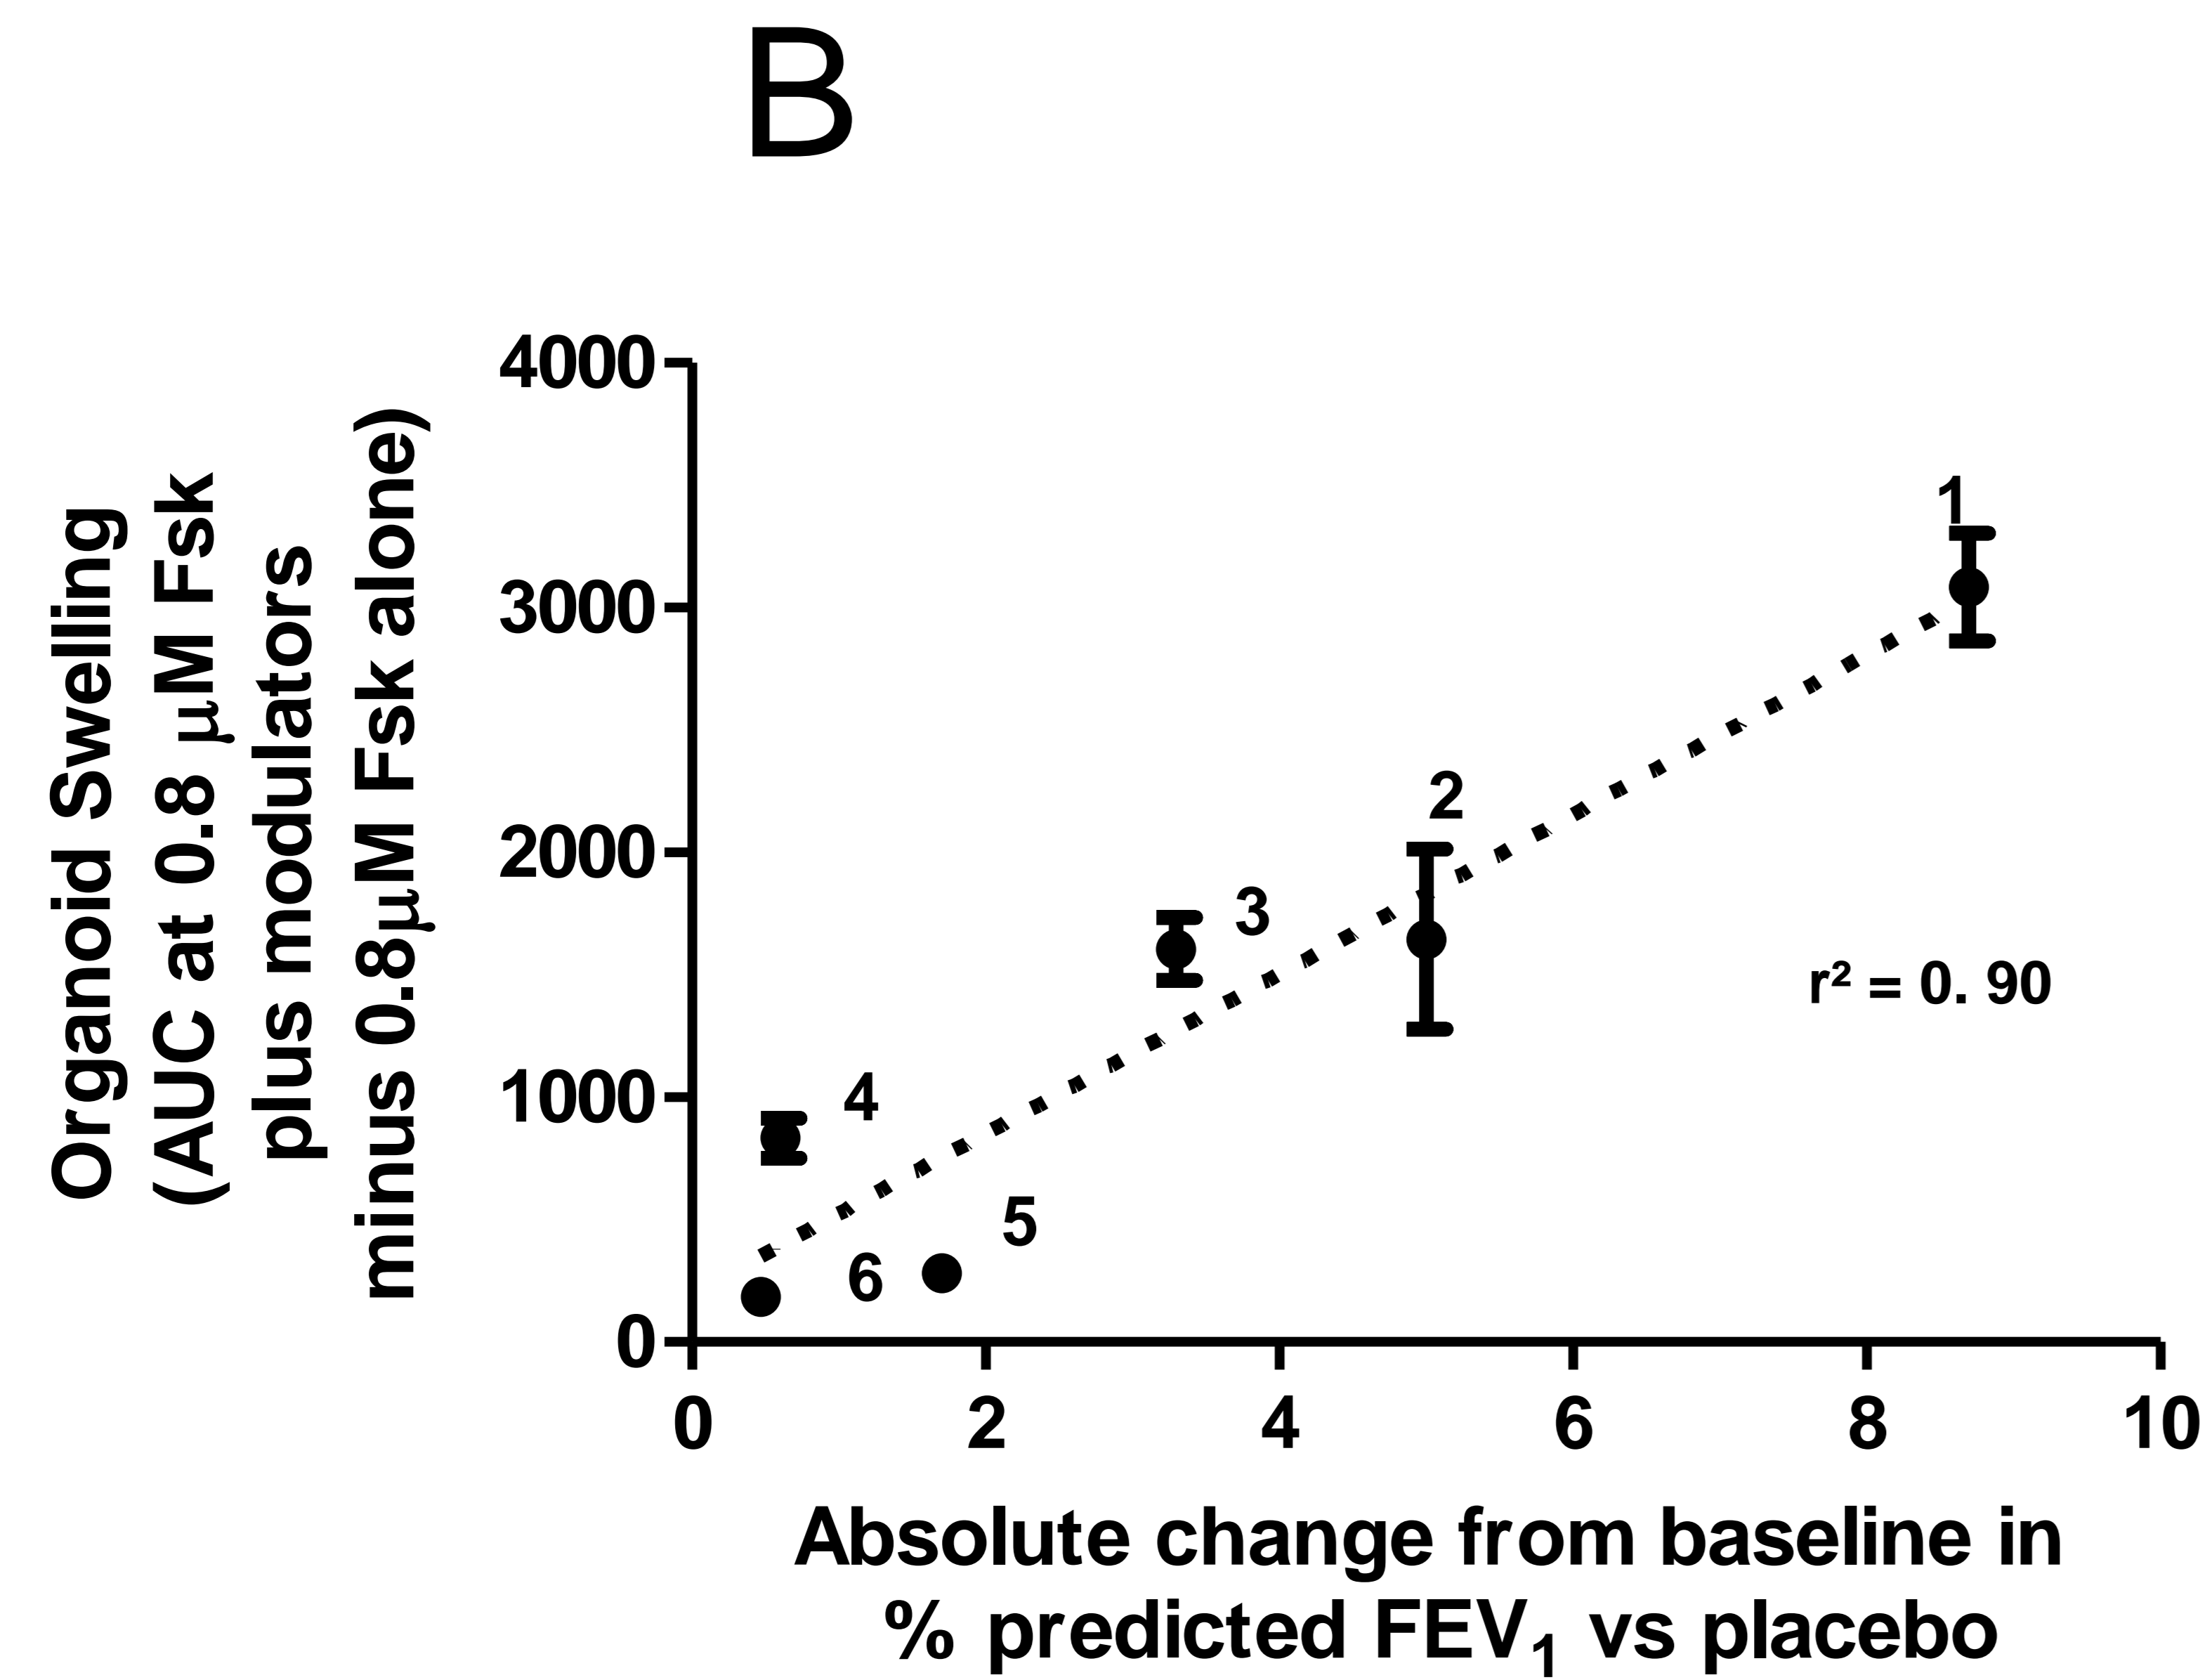 B
Organoid Swelling
(AUC at 0.8 μM Fsk
plus modulators
minus 0.8μM Fsk alone)
4000
3000
2000
1000
0
1
2
3
4
5
6
r² = 0. 90
0 2 4 6 8 10
Absolute change from baseline in
% predicted FEV₁ vs placebo